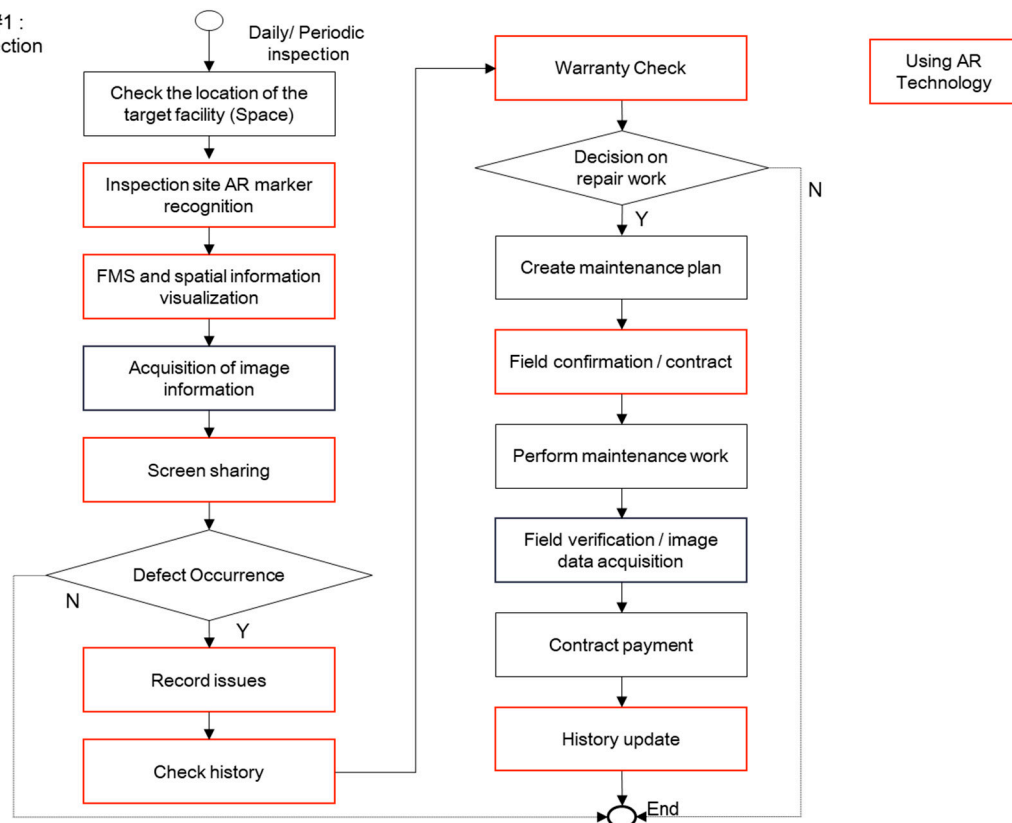 #1 :
Daily/ Periodic
inspection
Check the location of the
target facility (Space)
Inspection site AR marker
recognition
FMS and spatial information
visualization
Acquisition of image
information
Screen sharing
Defect Occurrence
N
Y
Record issues
Check history
Warranty Check
Decision on
repair work
N
Y
Create maintenance plan
Field confirmation / contract
Perform maintenance work
Field verification / image
data acquisition
Contract payment
History update
End
Using AR
Technology